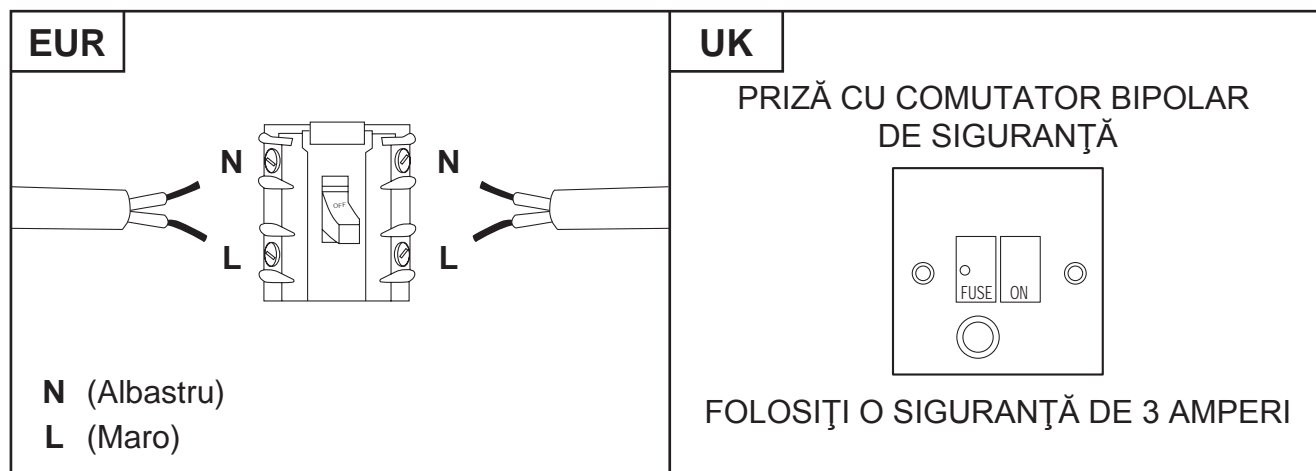 EUR
N
N
OFF
L
L
N (Albastru)
L (Maro)
UK
PRIZĂ CU COMUTATOR BIPOLAR
DE SIGURANŢĂ
FUSE ON
FOLOSIŢI O SIGURANŢĂ DE 3 AMPERI